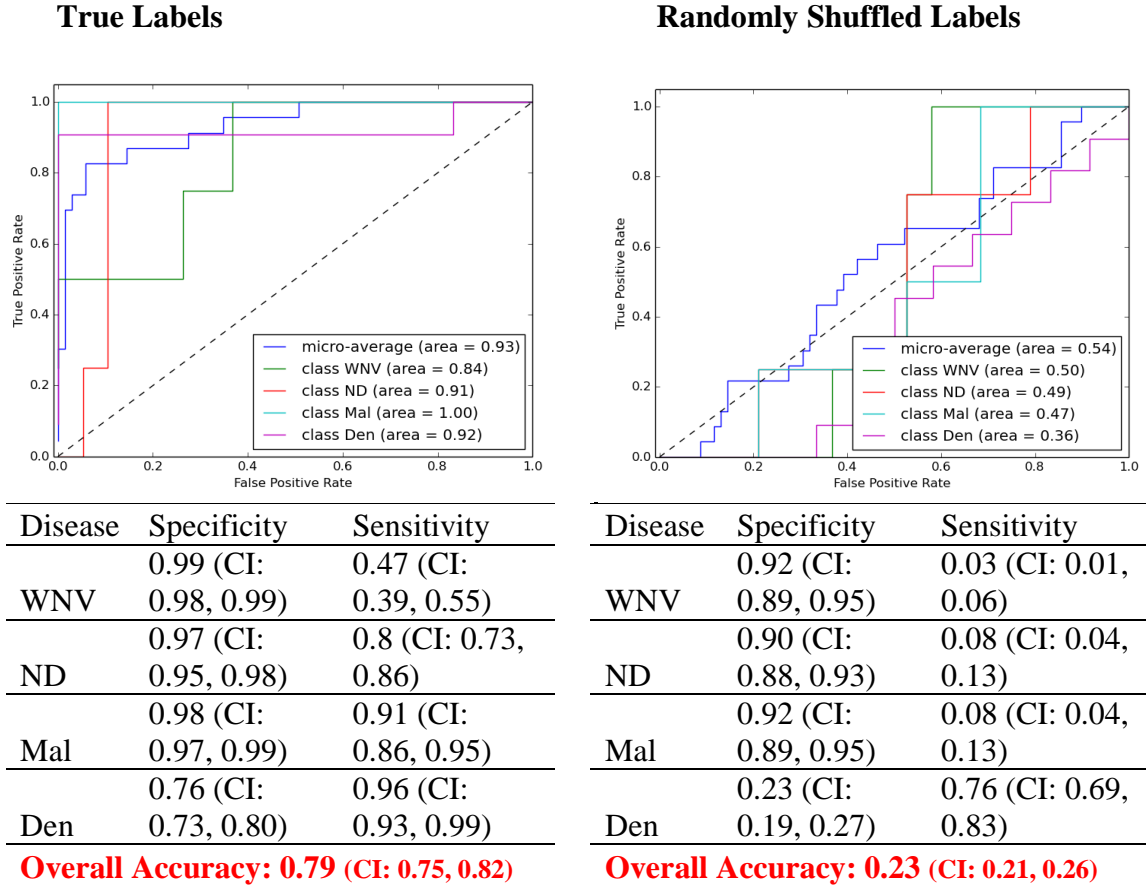 True Labels
Randomly Shuffled Labels
1.0
0.8
0.6
0.4
0.2
0.0
True Positive Rate
0.0
0.2
0.4
0.6
0.8
1.0
False Positive Rate
micro-average (area = 0.93)
class WNV (area = 0.84)
class ND (area = 0.91)
class Mal (area = 1.00)
class Den (area = 0.92)
1.0
0.8
0.6
0.4
0.2
0.0
True Positive Rate
0.0
0.2
0.4
0.6
0.8
1.0
False Positive Rate
micro-average (area = 0.54)
class WNV (area = 0.50)
class ND (area = 0.49)
class Mal (area = 0.47)
class Den (area = 0.36)
Disease Specificity Sensitivity
0.99 (CI: 0.47 (CI:
WNV 0.98, 0.99) 0.39, 0.55)
0.97 (CI: 0.8 (CI: 0.73,
ND 0.95, 0.98) 0.86)
0.98 (CI: 0.91 (CI:
Mal 0.97, 0.99) 0.86, 0.95)
0.76 (CI: 0.96 (CI:
Den 0.73, 0.80) 0.93, 0.99)
Overall Accuracy: 0.79 (CI: 0.75, 0.82)
Disease Specificity Sensitivity
0.92 (CI: 0.03 (CI: 0.01,
WNV 0.89, 0.95) 0.06)
0.90 (CI: 0.08 (CI: 0.04,
ND 0.88, 0.93) 0.13)
0.92 (CI: 0.08 (CI: 0.04,
Mal 0.89, 0.95) 0.13)
0.23 (CI: 0.76 (CI: 0.69,
Den 0.19, 0.27) 0.83)
Overall Accuracy: 0.23 (CI: 0.21, 0.26)